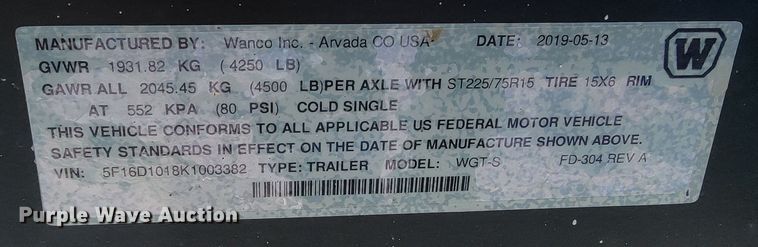 MANUFACTURED BY: Wanco Inc. - Arvada CO USA DATE: 2019-05-13
W
GVWR 1931.82 KG ( 4250 LB)
GAWR ALL 2045.45 KG (4500 LB)PER AXLE WITH ST225/75R15 TIRE 15X6 RIM
AT 552 KPA (80 PSI) COLD SINGLE
THIS VEHICLE CONFORMS TO ALL APPLICABLE US FEDERAL MOTOR VEHICLE
SAFETY STANDARDS IN EFFECT ON THE DATE OF MANUFACTURE SHOWN ABOVE.
VIN: 5F16D1018K1003382 TYPE: TRAILER MODEL: WGT-S FD-304 REV A
Purple Wave Auction